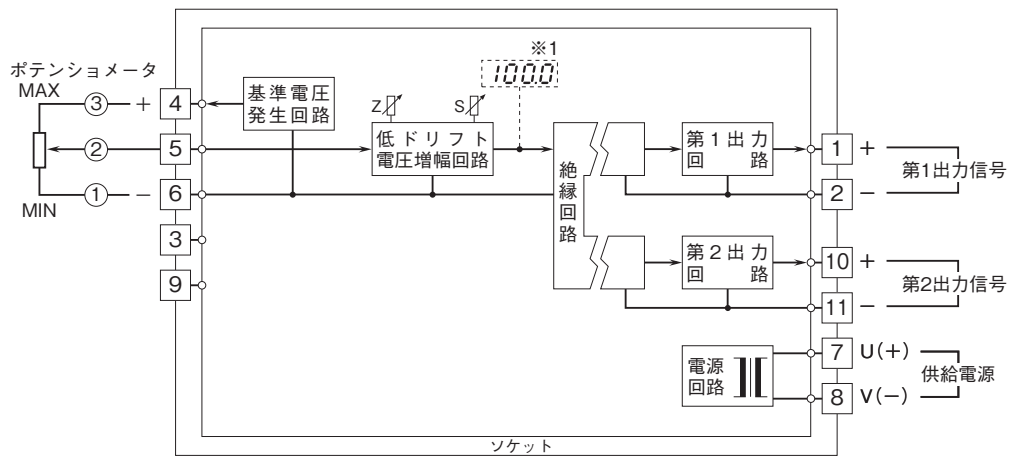 ※1
100.0
ポテンショメータ
MAX
③ + 4
② 5
① − 6
MIN
3
9
基準電圧
発生回路
Z
S
低ドリフト
電圧増幅回路
絶縁回路
第1出力
回路
1 +
2 −
第1出力信号
第2出力
回路
10 +
11 −
第2出力信号
電源
回路
7 U(+)
8 V(−)
供給電源
ソケット